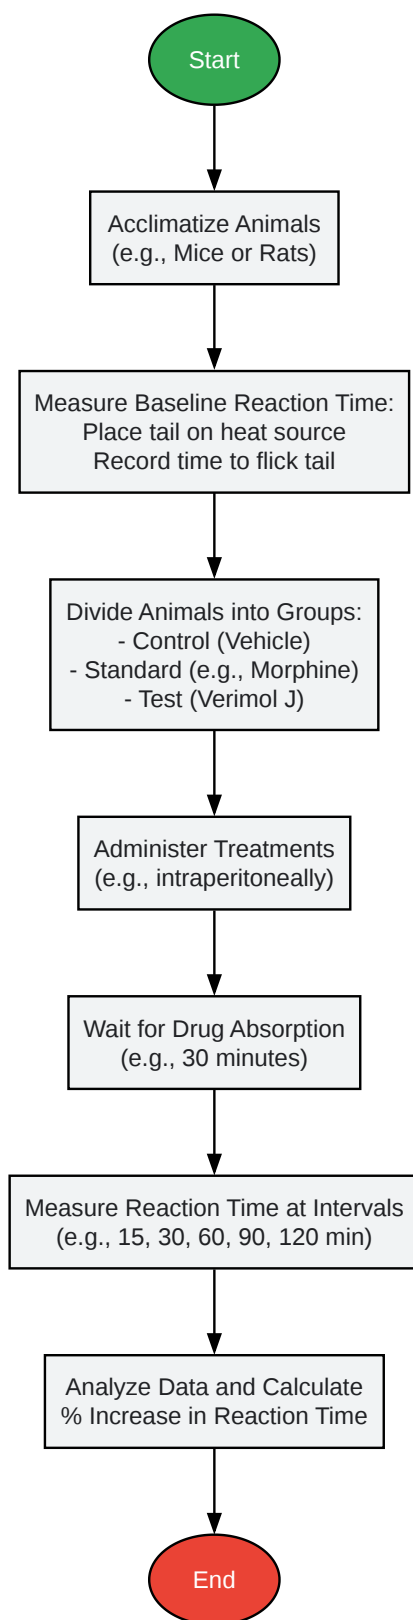 Start
Acclimatize Animals
(e.g., Mice or Rats)
Measure Baseline Reaction Time:
Place tail on heat source
Record time to flick tail
Divide Animals into Groups:
- Control (Vehicle)
- Standard (e.g., Morphine)
- Test (Verimol J)
Administer Treatments
(e.g., intraperitoneally)
Wait for Drug Absorption
(e.g., 30 minutes)
Measure Reaction Time at Intervals
(e.g., 15, 30, 60, 90, 120 min)
Analyze Data and Calculate
% Increase in Reaction Time
End